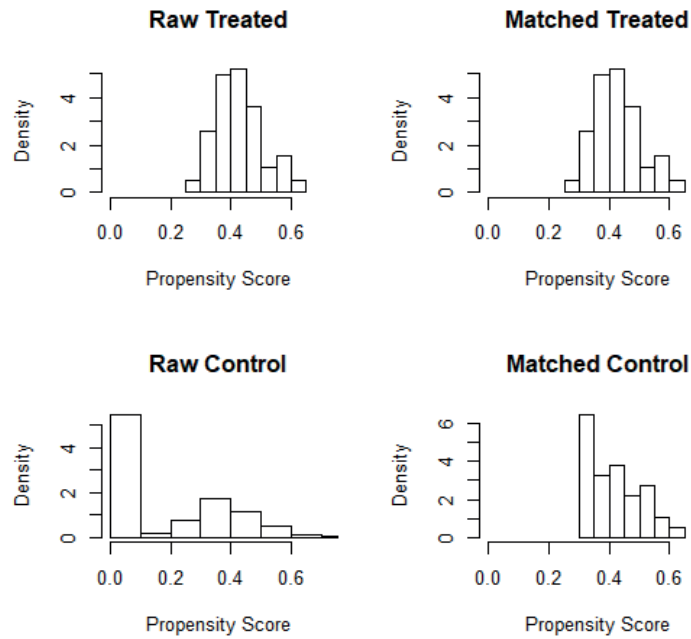 Raw Treated
Density
0 2 4
0.0 0.2 0.4 0.6
Propensity Score
Matched Treated
Density
0 2 4
0.0 0.2 0.4 0.6
Propensity Score
Raw Control
Density
0 2 4
0.0 0.2 0.4 0.6
Propensity Score
Matched Control
Density
0 2 4 6
0.0 0.2 0.4 0.6
Propensity Score